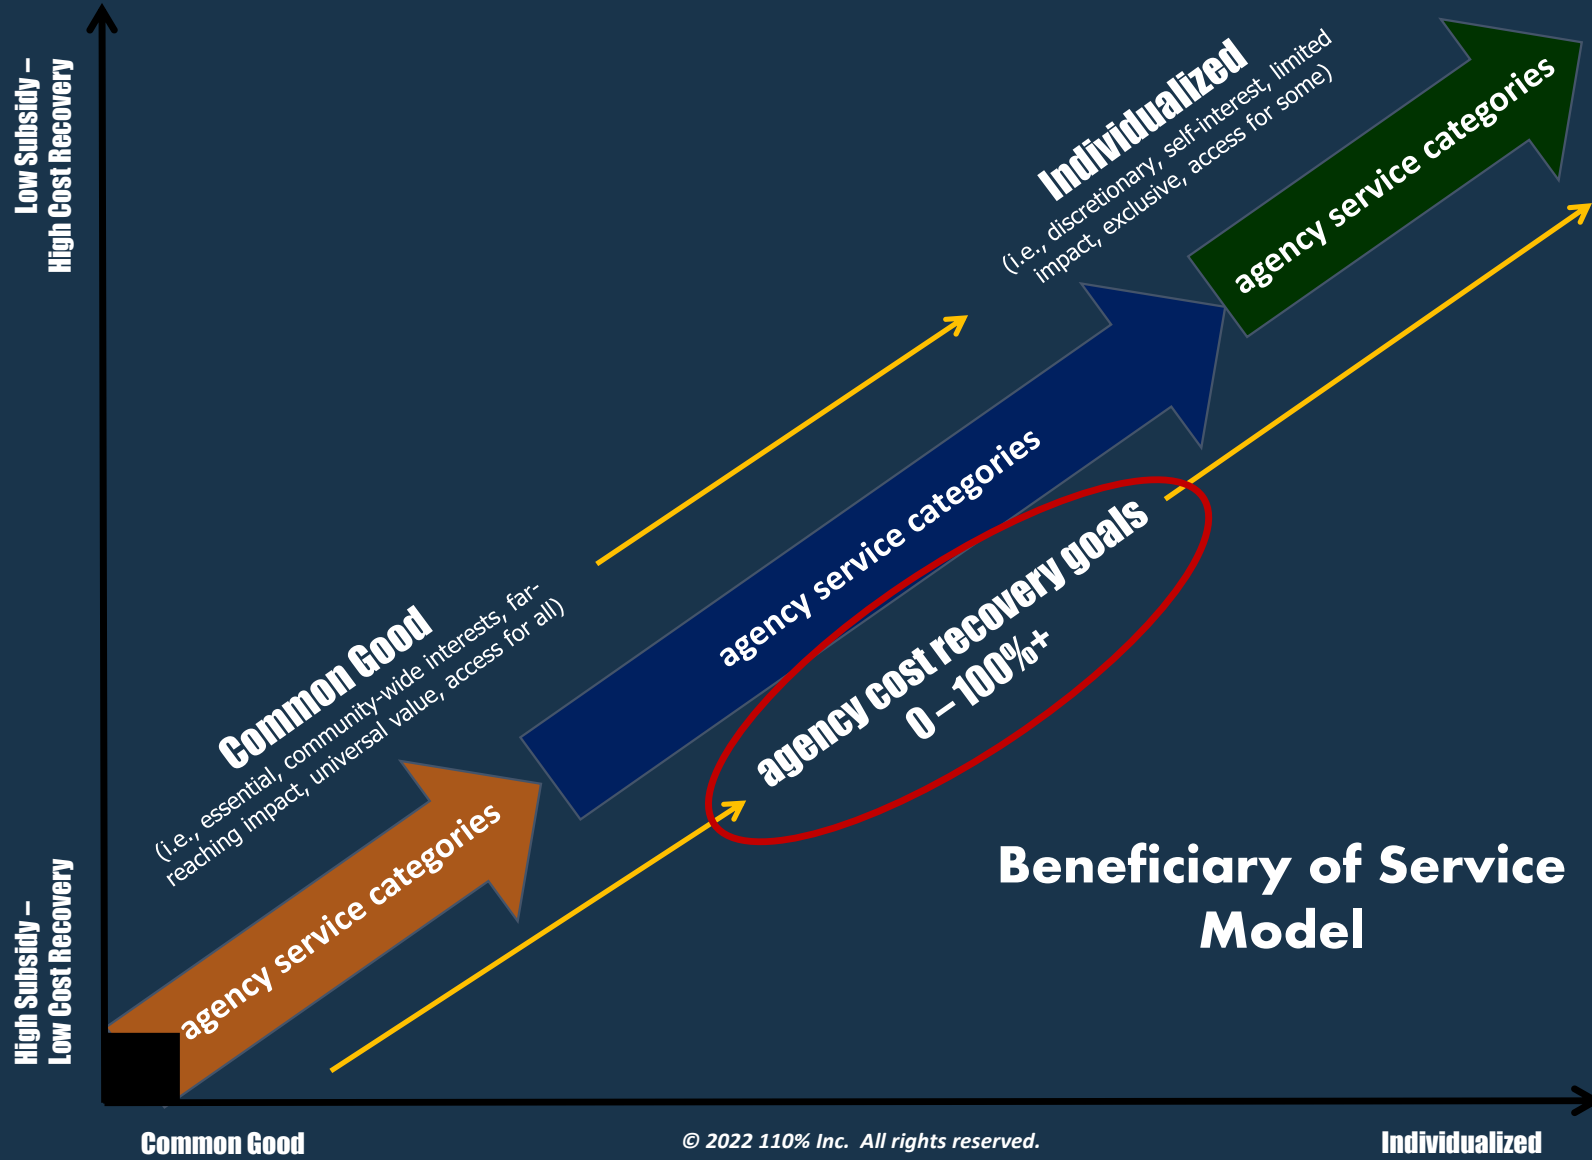 Low Subsidy –
High Cost Recovery
Individualized
(i.e., discretionary, self-interest, limited
impact, exclusive, access for some)
agency service categories
agency service categories
agency cost recovery goals
0 – 100%+
Common Good
(i.e., essential, community-wide interests, far-
reaching impact, universal value, access for all)
agency service categories
Beneficiary of Service
Model
High Subsidy –
Low Cost Recovery
Common Good
© 2022 110% Inc.  All rights reserved.
Individualized